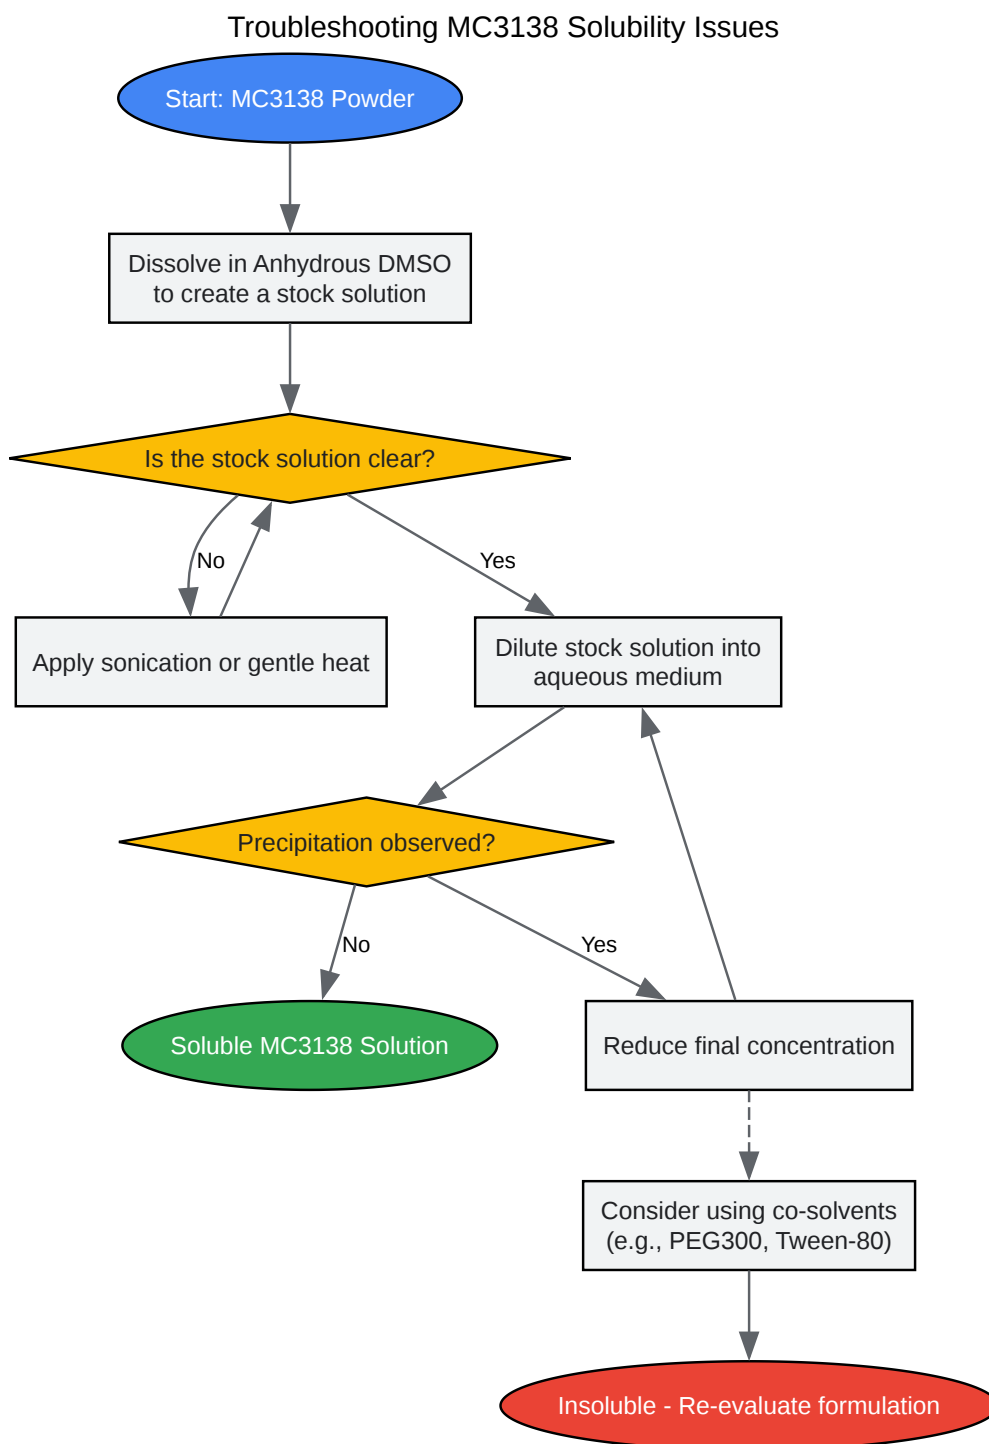 Troubleshooting MC3138 Solubility Issues
Start: MC3138 Powder
Dissolve in Anhydrous DMSO
to create a stock solution
Is the stock solution clear?
No
Yes
Apply sonication or gentle heat
Dilute stock solution into
aqueous medium
Precipitation observed?
No
Yes
Soluble MC3138 Solution
Reduce final concentration
Consider using co-solvents
(e.g., PEG300, Tween-80)
Insoluble - Re-evaluate formulation